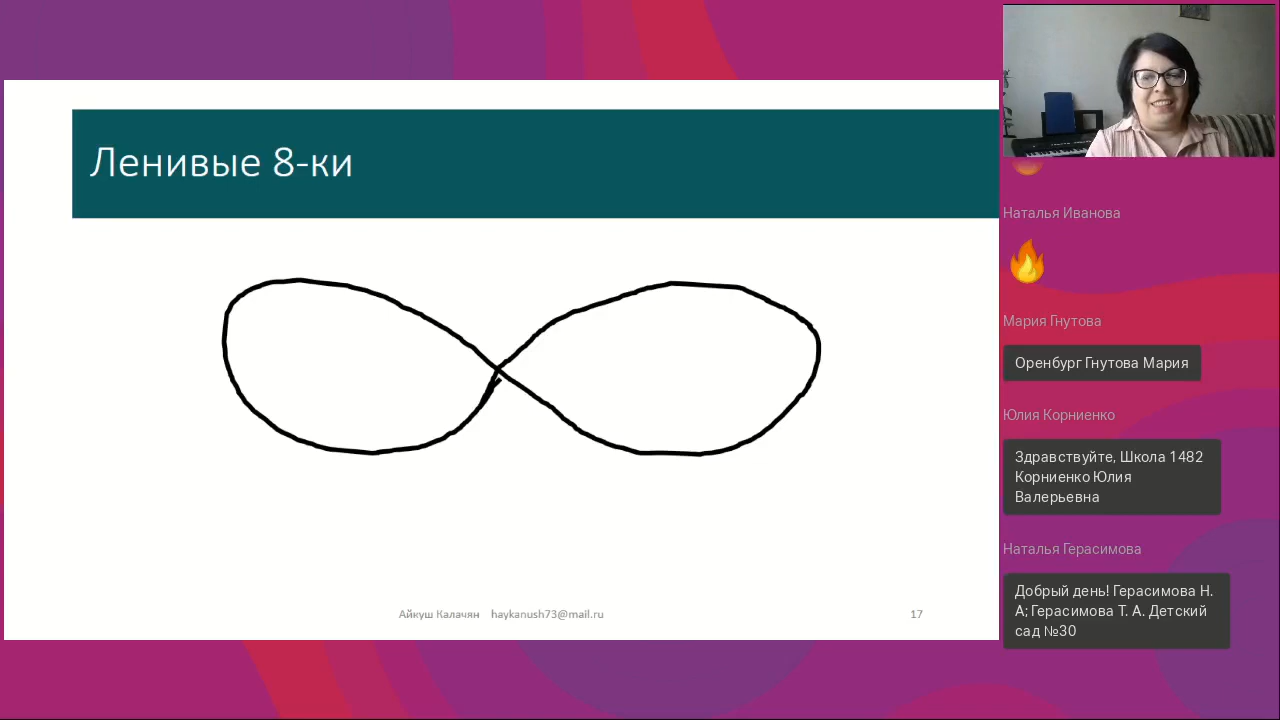 Ленивые 8-ки
Айкуш Калачян haykanush73@mail.ru
17
Наталья Иванова
Мария Гнутова
Оренбург Гнутова Мария
Юлия Корниенко
Здравствуйте, Школа 1482
Корниенко Юлия
Валерьевна
Наталья Герасимова
Добрый день! Герасимова Н.
А; Герасимова Т. А. Детский
сад №30